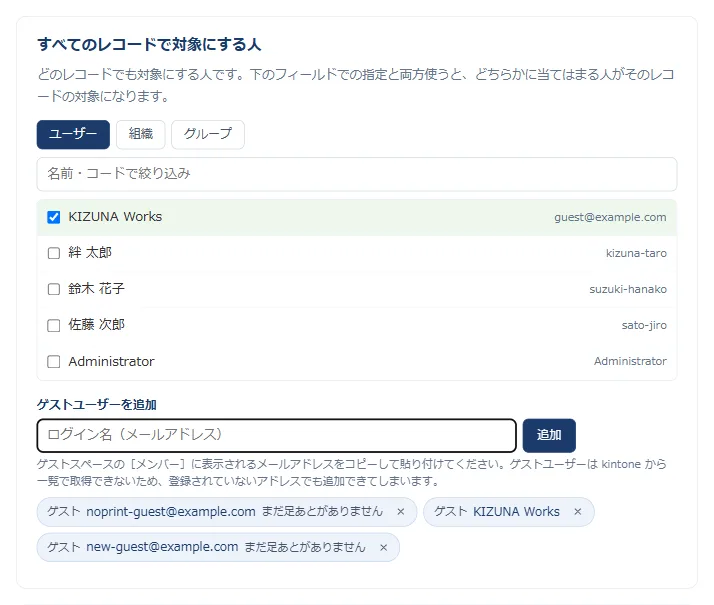 すべてのレコードで対象にする人
どのレコードでも対象にする人です。下のフィールドでの指定と両方使うと、どちらかに当てはまる人がそのレコ
ードの対象になります。
ユーザー 組織 グループ
名前・コードで絞り込み
KIZUNA Works guest@example.com
絆 太郎 kizuna-taro
鈴木 花子 suzuki-hanako
佐藤 次郎 sato-jiro
Administrator Administrator
ゲストユーザーを追加
ログイン名（メールアドレス） 追加
ゲストスペースの［メンバー］に表示されるメールアドレスをコピーして貼り付けてください。ゲストユーザーは kintone から
一覧で取得できないため、登録されていないアドレスでも追加できてしまいます。
ゲスト noprint-guest@example.com まだ足あとがありません × ゲスト KIZUNA Works ×
ゲスト new-guest@example.com まだ足あとがありません ×